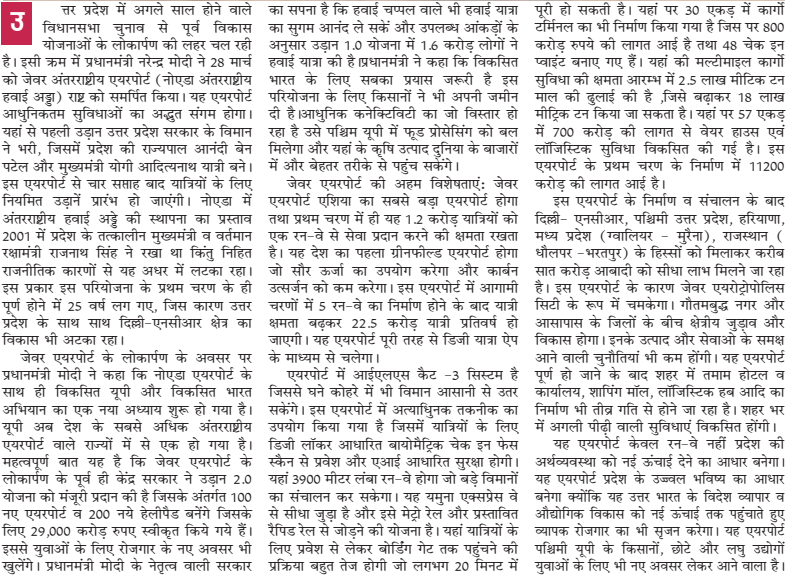 उ
त्तर प्रदेश में अगले साल होने वाले
विधानसभा चुनाव से पूर्व विकास
योजनाओं के लोकार्पण की लहर चल रही
है। इसी क्रम में प्रधानमंत्री नरेन्द्र मोदी ने 28 मार्च
को जेवर अंतरराष्ट्रीय एयरपोर्ट (नोएडा अंतरराष्ट्रीय
हवाई अड्डा) राष्ट्र को समर्पित किया। यह एयरपोर्ट
आधुनिकतम सुविधाओं का अद्भुत संगम होगा।
यहां से पहली उड़ान उत्तर प्रदेश सरकार के विमान
ने भरी, जिसमें प्रदेश की राज्यपाल आनंदी बेन
पटेल और मुख्यमंत्री योगी आदित्यनाथ यात्री बने।
इस एयरपोर्ट से चार सप्ताह बाद यात्रियों के लिए
नियमित उड़ानें प्रारंभ हो जाएंगी। नोएडा में
अंतरराष्ट्रीय हवाई अड्डे की स्थापना का प्रस्ताव
2001 में प्रदेश के तत्कालीन मुख्यमंत्री व वर्तमान
रक्षामंत्री राजनाथ सिंह ने रखा था किंतु निहित
राजनीतिक कारणों से यह अधर में लटका रहा।
इस प्रकार इस परियोजना के प्रथम चरण के ही
पूर्ण होने में 25 वर्ष लग गए, जिस कारण उत्तर
प्रदेश के साथ साथ दिल्ली-एनसीआर क्षेत्र का
विकास भी अटका रहा।
जेवर एयरपोर्ट के लोकार्पण के अवसर पर
प्रधानमंत्री मोदी ने कहा कि नोएडा एयरपोर्ट के
साथ ही विकसित यूपी और विकसित भारत
अभियान का एक नया अध्याय शुरू हो गया है।
यूपी अब देश के सबसे अधिक अंतरराष्ट्रीय
एयरपोर्ट वाले राज्यों में से एक हो गया है।
महत्वपूर्ण बात यह है कि जेवर एयरपोर्ट के
लोकार्पण के पूर्व ही केंद्र सरकार ने उड़ान 2.0
योजना को मंजूरी प्रदान की है जिसके अंतर्गत 100
नए एयरपोर्ट व 200 नये हेलीपैड बनेंगे जिसके
लिए 29,000 करोड़ रुपए स्वीकृत किये गये हैं।
इससे युवाओं के लिए रोजगार के नए अवसर भी
खुलेंगे। प्रधानमंत्री मोदी के नेतृत्व वाली सरकार
का सपना है कि हवाई चप्पल वाले भी हवाई यात्रा
का सुगम आनंद ले सकें और उपलब्ध आंकड़ों के
अनुसार उड़ान 1.0 योजना में 1.6 करोड़ लोगों ने
हवाई यात्रा की है।प्रधानमंत्री ने कहा कि विकसित
भारत के लिए सबका प्रयास जरूरी है इस
परियोजना के लिए किसानों ने भी अपनी जमीन
दी है।आधुनिक कनेक्टिविटी का जो विस्तार हो
रहा है उसे पश्चिम यूपी में फूड प्रोसेसिंग को बल
मिलेगा और यहां के कृषि उत्पाद दुनिया के बाजारों
में और बेहतर तरीके से पहुंच सकेंगे।
जेवर एयरपोर्ट की अहम विशेषताएं: जेवर
एयरपोर्ट एशिया का सबसे बड़ा एयरपोर्ट होगा
तथा प्रथम चरण में ही यह 1.2 करोड़ यात्रियों को
एक रन-वे से सेवा प्रदान करने की क्षमता रखता
है। यह देश का पहला ग्रीनफील्ड एयरपोर्ट होगा
जो सौर ऊर्जा का उपयोग करेगा और कार्बन
उत्सर्जन को कम करेगा। इस एयरपोर्ट में आगामी
चरणों में 5 रन-वे का निर्माण होने के बाद यात्री
क्षमता बढ़कर 22.5 करोड़ यात्री प्रतिवर्ष हो
जाएगी। यह एयरपोर्ट पूरी तरह से डिजी यात्रा ऐप
के माध्यम से चलेगा।
एयरपोर्ट में आईएलएस कैट -3 सिस्टम है
जिससे घने कोहरे में भी विमान आसानी से उतर
सकेंगे। इस एयरपोर्ट में अत्याधुनिक तकनीक का
उपयोग किया गया है जिसमें यात्रियों के लिए
डिजी लॉकर आधारित बायोमैट्रिक चेक इन फेस
स्कैन से प्रवेश और एआई आधारित सुरक्षा होगी।
यहां 3900 मीटर लंबा रन-वे होगा जो बड़े विमानों
का संचालन कर सकेगा। यह यमुना एक्सप्रेस वे
से सीधा जुड़ा है और इसे मेट्रो रेल और प्रस्तावित
रैपिड रेल से जोड़ने की योजना है। यहां यात्रियों के
लिए प्रवेश से लेकर बोर्डिंग गेट तक पहुंचने की
प्रक्रिया बहुत तेज होगी जो लगभग 20 मिनट में
पूरी हो सकती है। यहां पर 30 एकड़ में कार्गो
टर्मिनल का भी निर्माण किया गया है जिस पर 800
करोड़ रुपये की लागत आई है तथा 48 चेक इन
प्वाइंट बनाए गए हैं। यहां की मल्टीमाइल कार्गो
सुविधा की क्षमता आरम्भ में 2.5 लाख मीटिक टन
माल की ढुलाई की है ,जिसे बढ़ाकर 18 लाख
मीट्रिक टन किया जा सकता है। यहां पर 57 एकड़
में 700 करोड़ की लागत से वेयर हाउस एवं
लॉजिस्टिक सुविधा विकसित की गई है। इस
एयरपोर्ट के प्रथम चरण के निर्माण में 11200
करोड़ की लागत आई है।
इस एयरपोर्ट के निर्माण व संचालन के बाद
दिल्ली- एनसीआर, पश्चिमी उत्तर प्रदेश, हरियाणा,
मध्य प्रदेश (ग्वालियर - मुरैना), राजस्थान (
धौलपर -भरतपुर) के हिस्सों को मिलाकर करीब
सात करोड़ आबादी को सीधा लाभ मिलने जा रहा
है। इस एयरपोर्ट के कारण जेवर एयरोट्रोपोलिस
सिटी के रूप में चमकेगा। गौतमबुद्ध नगर और
आसापास के जिलों के बीच क्षेत्रीय जुड़ाव और
विकास होगा। इनके उत्पाद और सेवाओं के समक्ष
आने वाली चुनौतियां भी कम होंगी। यह एयरपोर्ट
पूर्ण हो जाने के बाद शहर में तमाम होटल व
कार्यालय, शापिंग मॉल, लॉजिस्टिक हब आदि का
निर्माण भी तीव्र गति से होने जा रहा है। शहर भर
में अगली पीढ़ी वाली सुविधाएं विकसित होंगी।
यह एयरपोर्ट केवल रन-वे नहीं प्रदेश की
अर्थव्यवस्था को नई ऊंचाई देने का आधार बनेगा।
यह एयरपोर्ट प्रदेश के उज्ज्वल भविष्य का आधार
बनेगा क्योंकि यह उत्तर भारत के विदेश व्यापार व
औद्योगिक विकास को नई ऊंचाई तक पहुंचाते हुए
व्यापक रोजगार का भी सृजन करेगा। यह एयरपोर्ट
पश्चिमी यूपी के किसानों, छोटे और लघु उद्योगों
युवाओं के लिए भी नए अवसर लेकर आने वाला है।